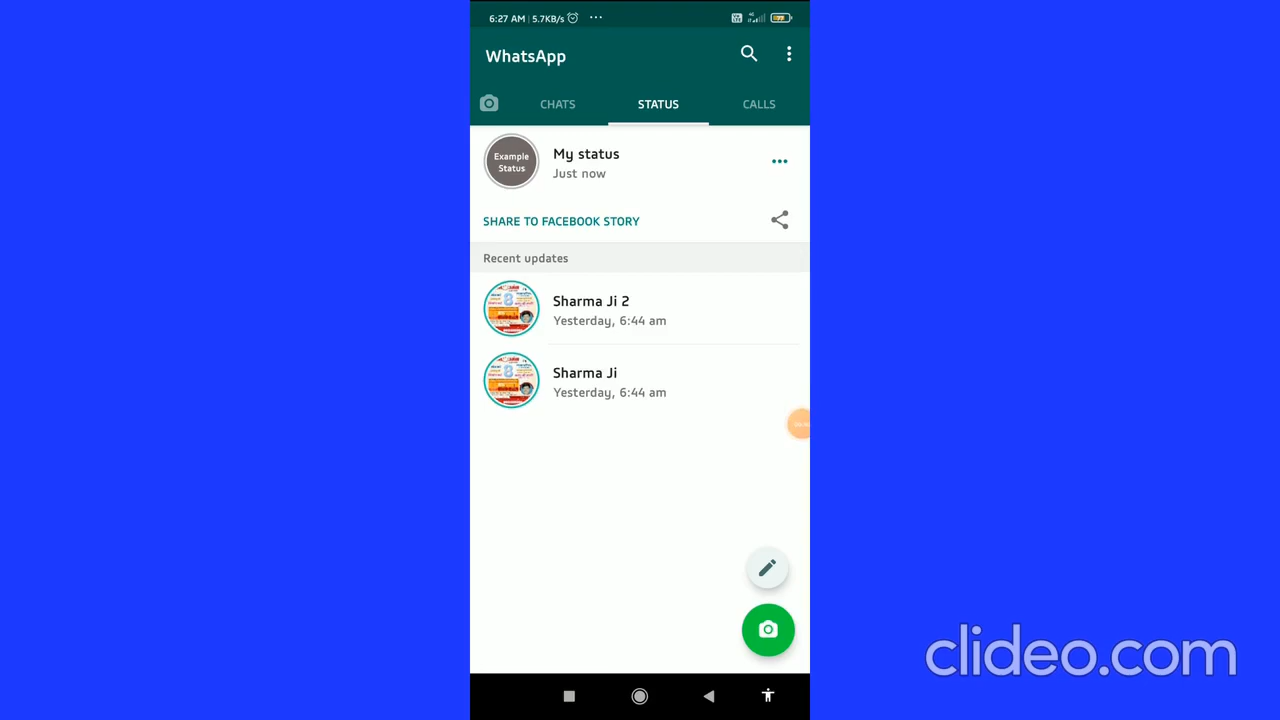 6:27 AM | 5.7KB/s
WhatsApp
CHATS
STATUS
CALLS
Example
Status
My status
Just now
SHARE TO FACEBOOK STORY
Recent updates
Sharma Ji 2
Yesterday, 6:44 am
Sharma Ji
Yesterday, 6:44 am
clideo.com